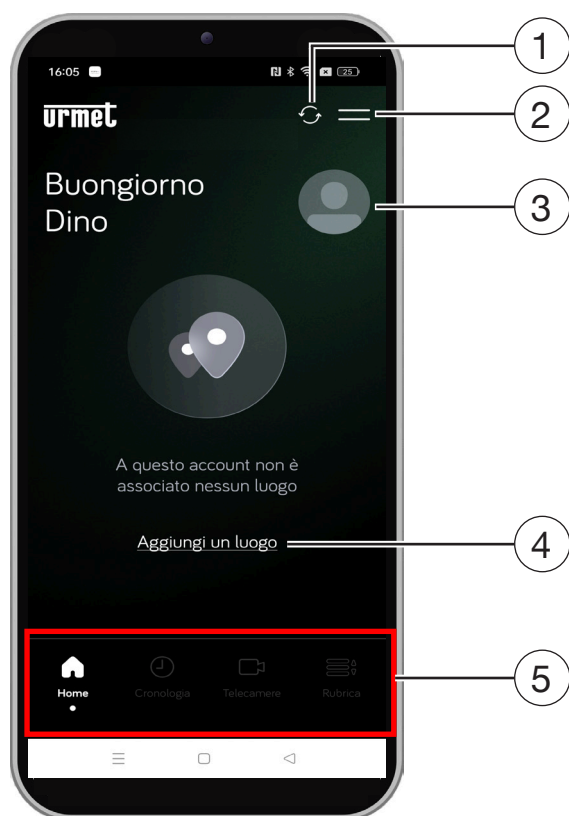 16:05
25
urmet
Buongiorno
Dino
A questo account non è
associato nessun luogo
Aggiungi un luogo
Home
Cronologia
Telecamere
Rubrica
1
2
3
4
5